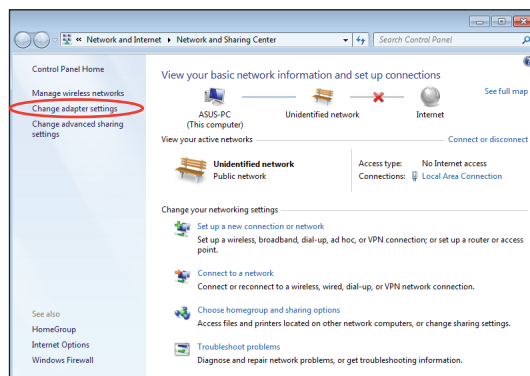 « Network and Internet ▸ Network and Sharing Center
Search Control Panel
Control Panel Home
Manage wireless networks
Change adapter settings
Change advanced sharing
settings
View your basic network information and set up connections
See full map
ASUS-PC
(This computer)
Unidentified network
Internet
View your active networks
Connect or disconnect
Unidentified network
Public network
Access type: No Internet access
Connections: Local Area Connection
Change your networking settings
Set up a new connection or network
Set up a wireless, broadband, dial-up, ad hoc, or VPN connection; or set up a router or access
point.
Connect to a network
Connect or reconnect to a wireless, wired, dial-up, or VPN network connection.
Choose homegroup and sharing options
Access files and printers located on other network computers, or change sharing settings.
Troubleshoot problems
Diagnose and repair network problems, or get troubleshooting information.
See also
HomeGroup
Internet Options
Windows Firewall